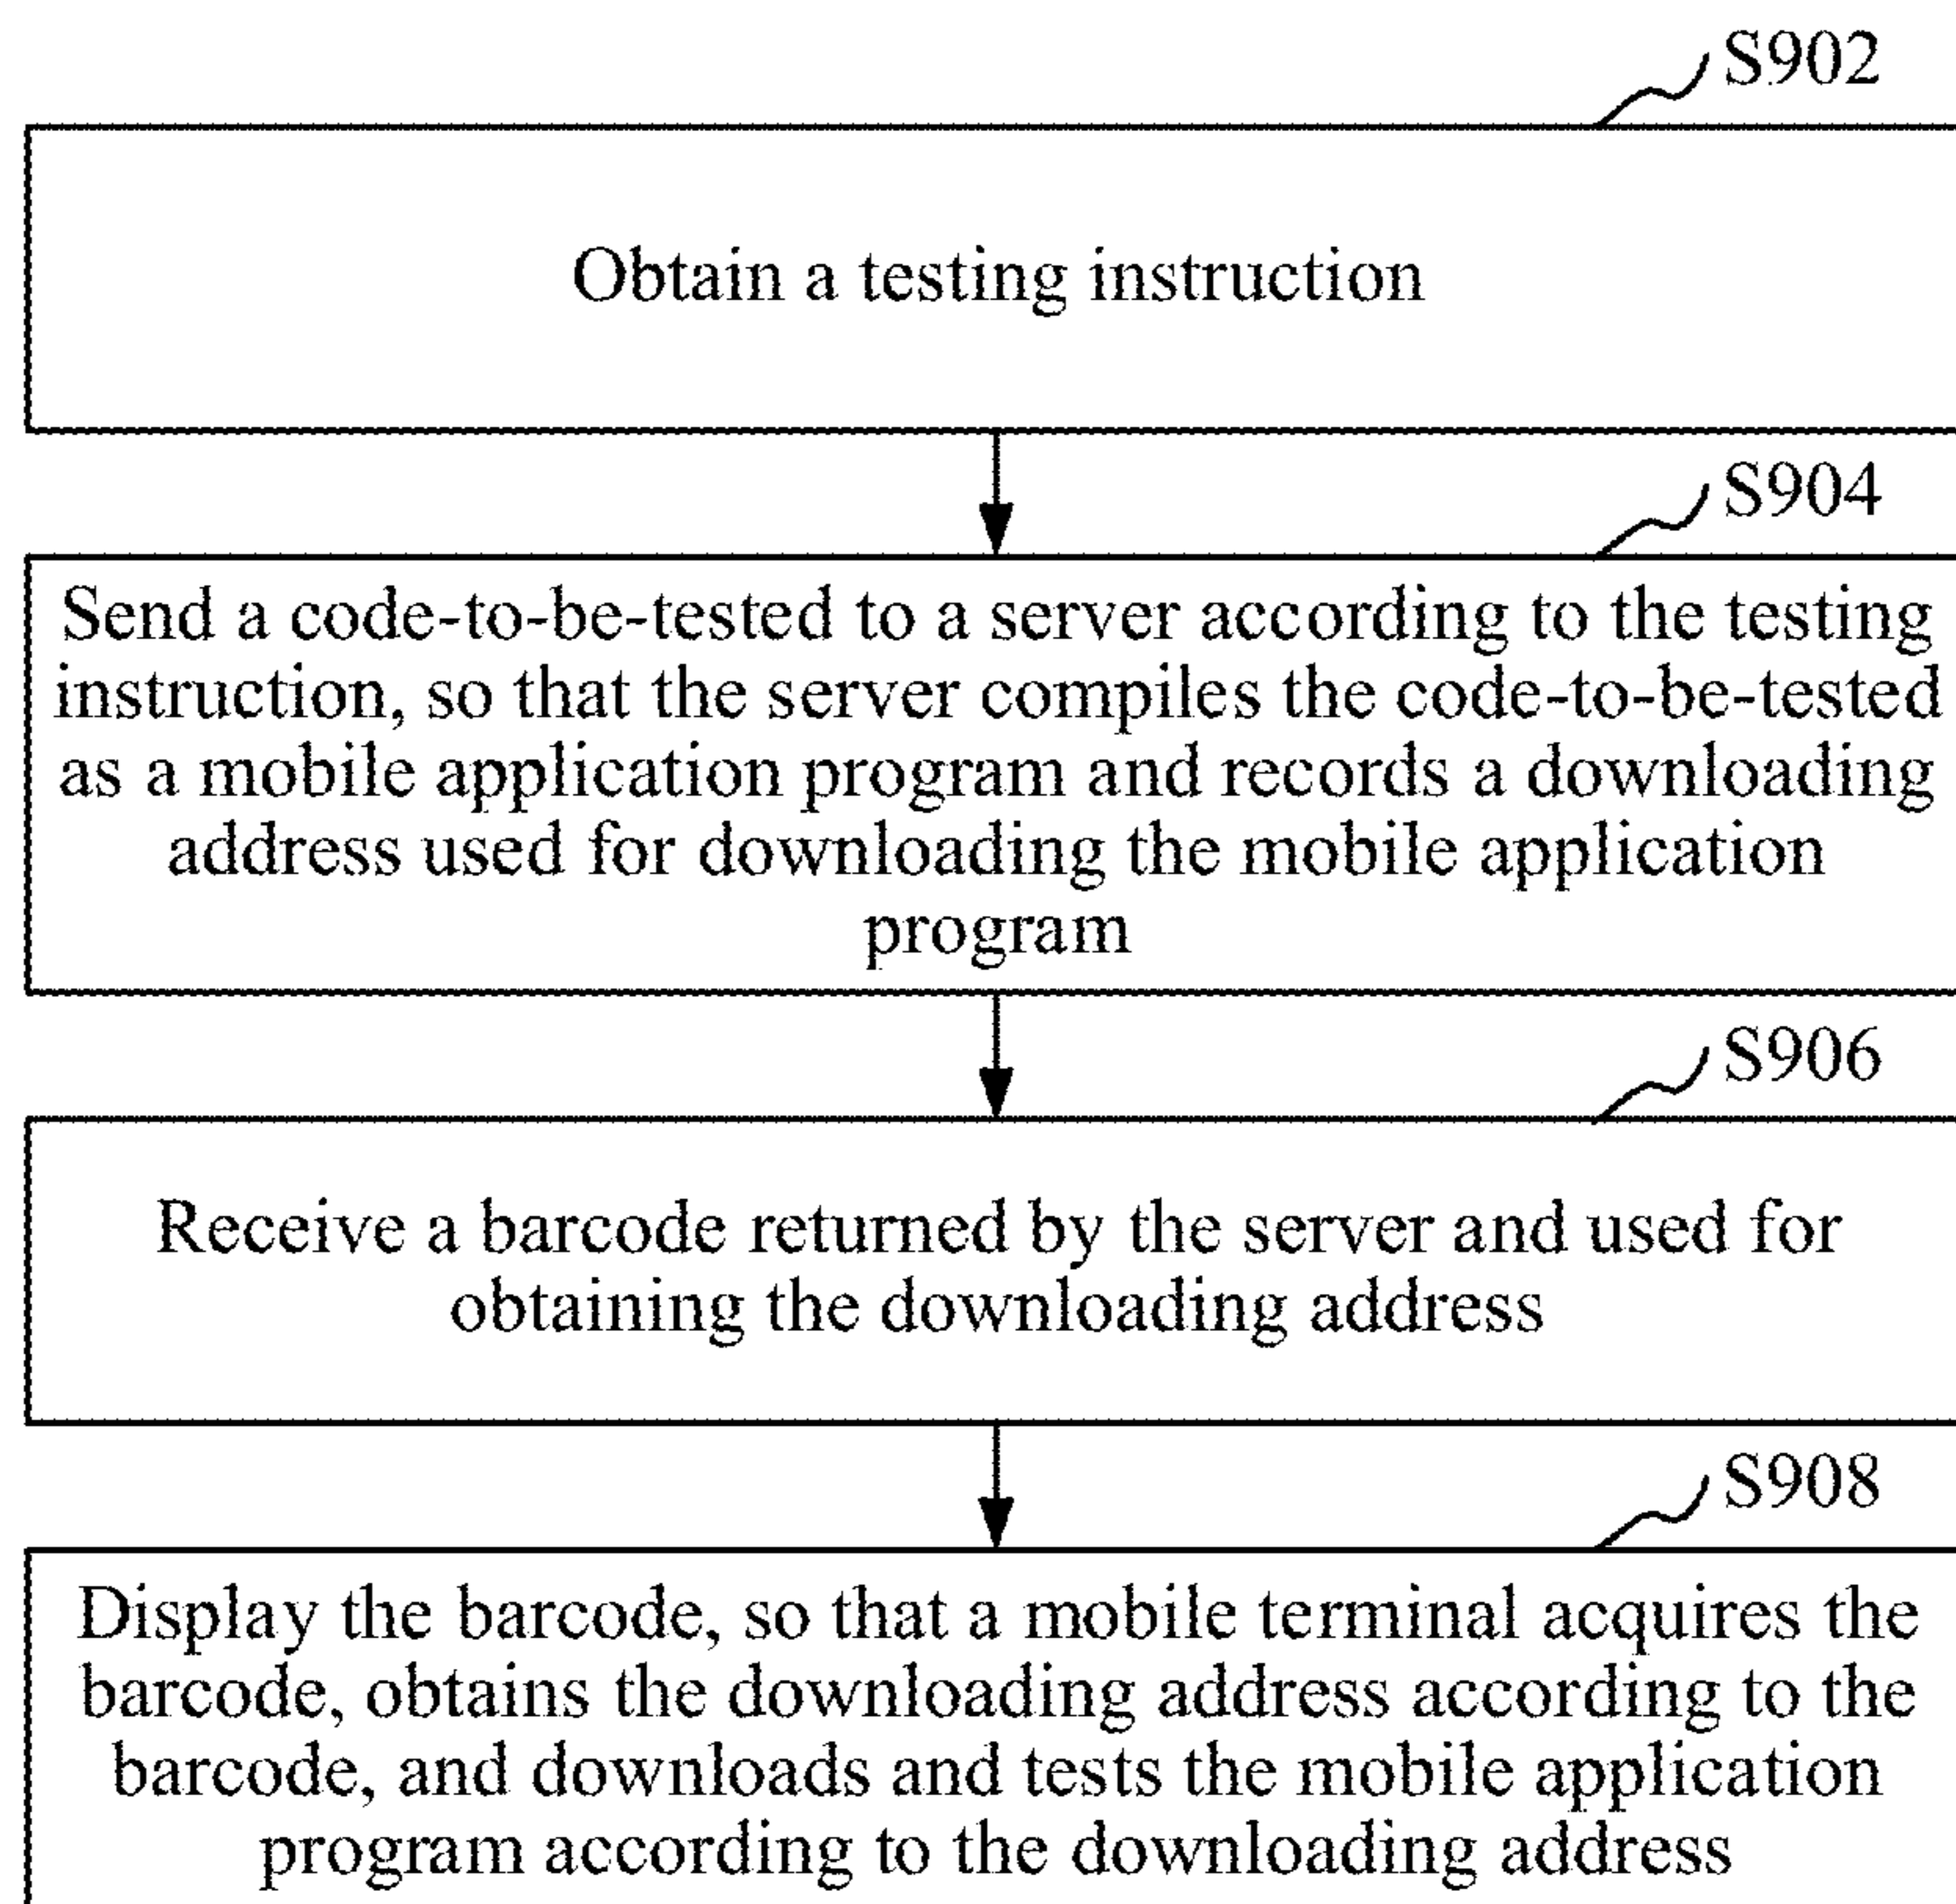 S902
Obtain a testing instruction
S904
Send a code-to-be-tested to a server according to the testing
instruction, so that the server compiles the code-to-be-tested
as a mobile application program and records a downloading
address used for downloading the mobile application
program
S906
Receive a barcode returned by the server and used for
obtaining the downloading address
S908
Display the barcode, so that a mobile terminal acquires the
barcode, obtains the downloading address according to the
barcode, and downloads and tests the mobile application
program according to the downloading address